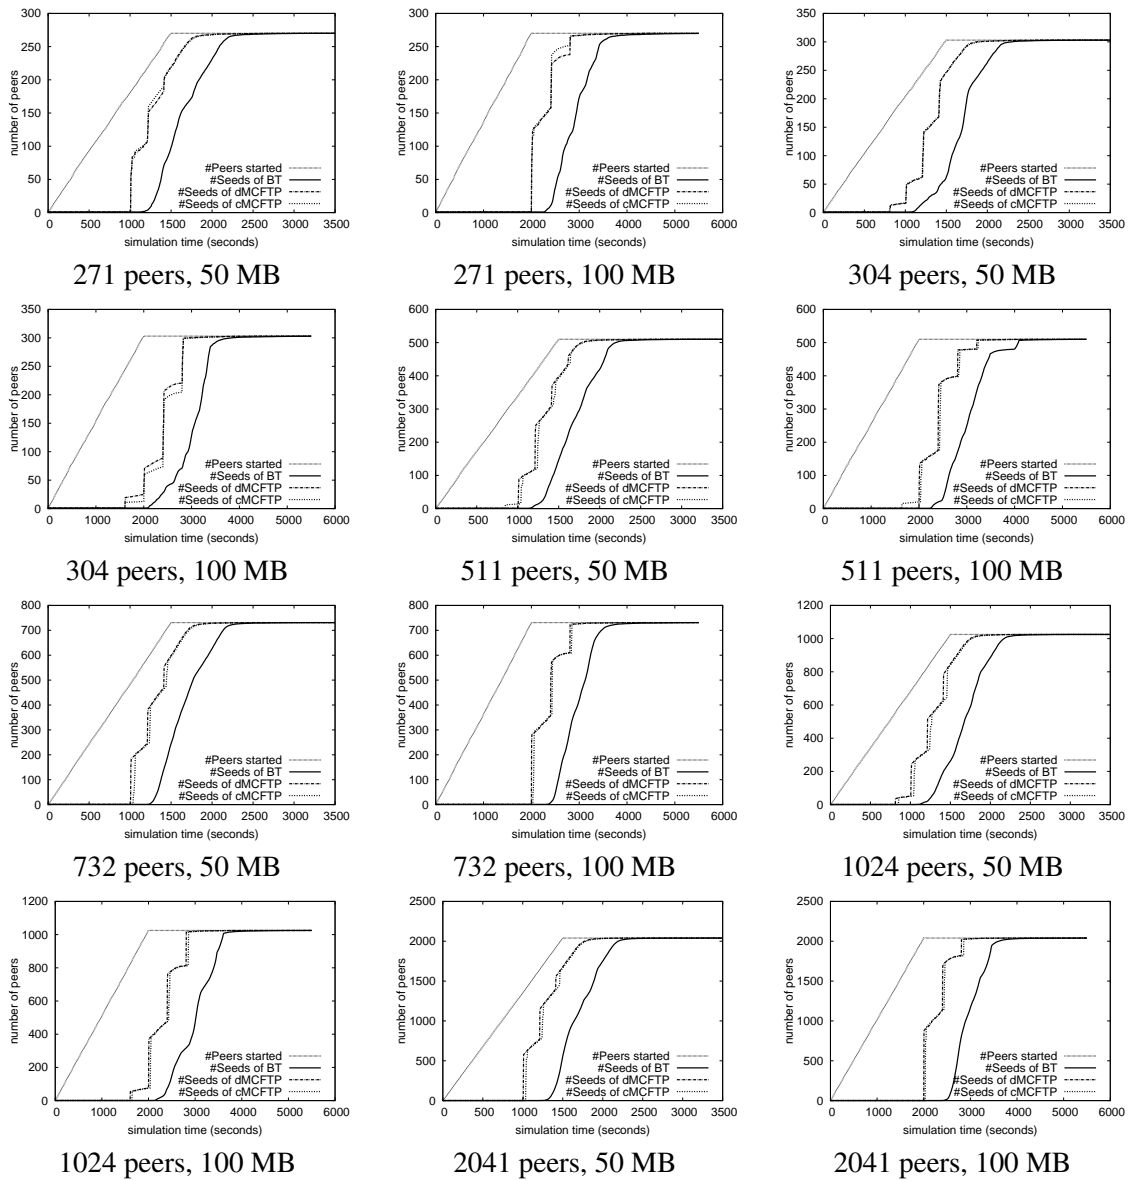 300
250
200
150
100
50
0
number of peers
#Peers started
#Seeds of BT
#Seeds of dMCFTP
#Seeds of cMCFTP
0 500 1000 1500 2000 2500 3000 3500
simulation time (seconds)
271 peers, 50 MB
300
250
200
150
100
50
0
number of peers
#Peers started
#Seeds of BT
#Seeds of dMCFTP
#Seeds of cMCFTP
0 1000 2000 3000 4000 5000 6000
simulation time (seconds)
271 peers, 100 MB
350
300
250
200
150
100
50
0
number of peers
#Peers started
#Seeds of BT
#Seeds of dMCFTP
#Seeds of cMCFTP
0 500 1000 1500 2000 2500 3000 3500
simulation time (seconds)
304 peers, 50 MB
350
300
250
200
150
100
50
0
number of peers
#Peers started
#Seeds of BT
#Seeds of dMCFTP
#Seeds of cMCFTP
0 1000 2000 3000 4000 5000 6000
simulation time (seconds)
304 peers, 100 MB
600
500
400
300
200
100
0
number of peers
#Peers started
#Seeds of BT
#Seeds of dMCFTP
#Seeds of cMCFTP
0 500 1000 1500 2000 2500 3000 3500
simulation time (seconds)
511 peers, 50 MB
600
500
400
300
200
100
0
number of peers
#Peers started
#Seeds of BT
#Seeds of dMCFTP
#Seeds of cMCFTP
0 1000 2000 3000 4000 5000 6000
simulation time (seconds)
511 peers, 100 MB
800
700
600
500
400
300
200
100
0
number of peers
#Peers started
#Seeds of BT
#Seeds of dMCFTP
#Seeds of cMCFTP
0 500 1000 1500 2000 2500 3000 3500
simulation time (seconds)
732 peers, 50 MB
800
700
600
500
400
300
200
100
0
number of peers
#Peers started
#Seeds of BT
#Seeds of dMCFTP
#Seeds of cMCFTP
0 1000 2000 3000 4000 5000 6000
simulation time (seconds)
732 peers, 100 MB
1200
1000
800
600
400
200
0
number of peers
#Peers started
#Seeds of BT
#Seeds of dMCFTP
#Seeds of cMCFTP
0 500 1000 1500 2000 2500 3000 3500
simulation time (seconds)
1024 peers, 50 MB
1200
1000
800
600
400
200
0
number of peers
#Peers started
#Seeds of BT
#Seeds of dMCFTP
#Seeds of cMCFTP
0 1000 2000 3000 4000 5000 6000
simulation time (seconds)
1024 peers, 100 MB
2500
2000
1500
1000
500
0
number of peers
#Peers started
#Seeds of BT
#Seeds of dMCFTP
#Seeds of cMCFTP
0 500 1000 1500 2000 2500 3000 3500
simulation time (seconds)
2041 peers, 50 MB
2500
2000
1500
1000
500
0
number of peers
#Peers started
#Seeds of BT
#Seeds of dMCFTP
#Seeds of cMCFTP
0 1000 2000 3000 4000 5000 6000
simulation time (seconds)
2041 peers, 100 MB